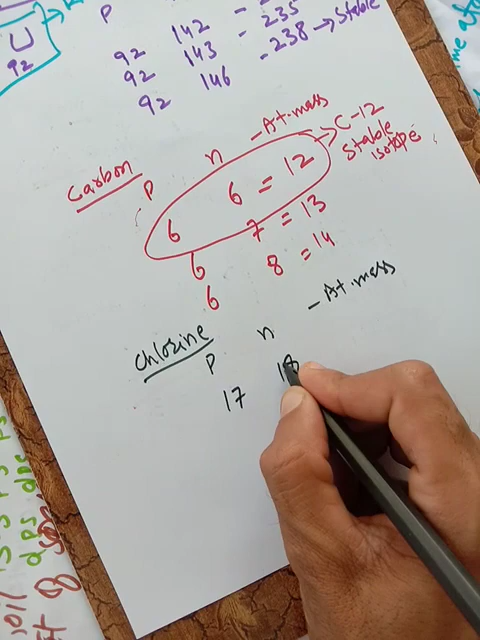 U
92
P
92 142 - 235
92 143 - 238 → Stable
92 146
Carbon P n - At. mass
6 6 = 12 → C-12 Stable isotope
6 7 = 13
6 8 = 14
Chlorine P n - At. mass
17 18